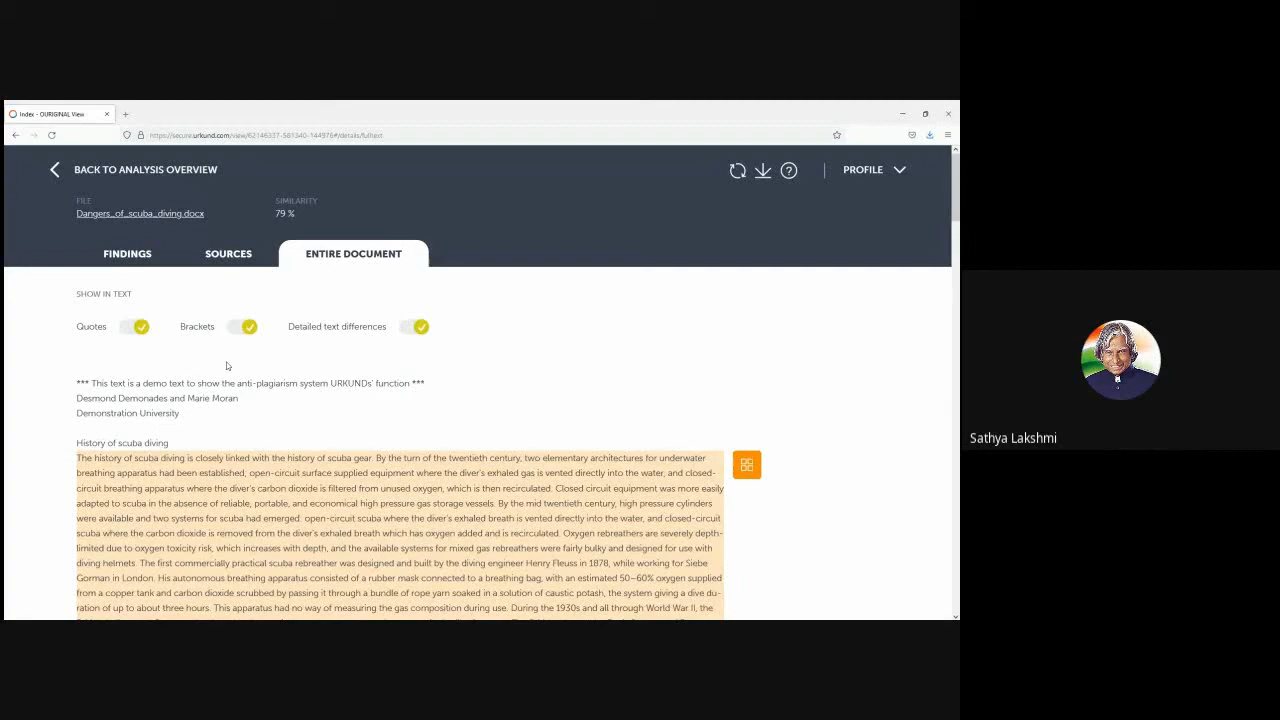 Index - OURIGINAL View
https://secure.urkund.com/view/62146337-581340-144976#/details/fulltext
BACK TO ANALYSIS OVERVIEW
PROFILE
FILE
SIMILARITY
Dangers_of_scuba_diving.docx
79 %
FINDINGS
SOURCES
ENTIRE DOCUMENT
SHOW IN TEXT
Quotes
Brackets
Detailed text differences
*** This text is a demo text to show the anti-plagiarism system URKUNDs' function ***
Desmond Demonades and Marie Moran
Demonstration University
History of scuba diving
The history of scuba diving is closely linked with the history of scuba gear. By the turn of the twentieth century, two elementary architectures for underwater
breathing apparatus had been established; open-circuit surface supplied equipment where the diver's exhaled gas is vented directly into the water, and closed-
circuit breathing apparatus where the diver's carbon dioxide is filtered from unused oxygen, which is then recirculated. Closed circuit equipment was more easily
adapted to scuba in the absence of reliable, portable, and economical high pressure gas storage vessels. By the mid twentieth century, high pressure cylinders
were available and two systems for scuba had emerged: open-circuit scuba where the diver's exhaled breath is vented directly into the water, and closed-circuit
scuba where the carbon dioxide is removed from the diver's exhaled breath which has oxygen added and is recirculated. Oxygen rebreathers are severely depth-
limited due to oxygen toxicity risk, which increases with depth, and the available systems for mixed gas rebreathers were fairly bulky and designed for use with
diving helmets. The first commercially practical scuba rebreather was designed and built by the diving engineer Henry Fleuss in 1878, while working for Siebe
Gorman in London. His autonomous breathing apparatus consisted of a rubber mask connected to a breathing bag, with an estimated 50–60% oxygen supplied
from a copper tank and carbon dioxide scrubbed by passing it through a bundle of rope yarn soaked in a solution of caustic potash, the system giving a dive du-
ration of up to about three hours. This apparatus had no way of measuring the gas composition during use. During the 1930s and all through World War II, the
Sathya Lakshmi